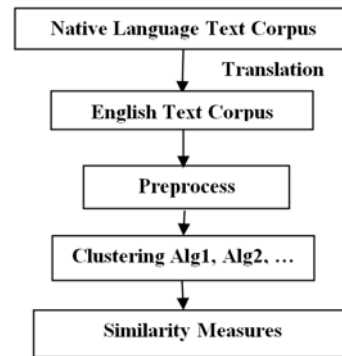 Native Language Text Corpus
Translation
English Text Corpus
Preprocess
Clustering Alg1, Alg2, …
Similarity Measures